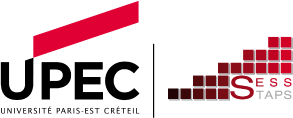 UPEC
UNIVERSITÉ PARIS-EST CRÉTEIL
SESS
STAPS